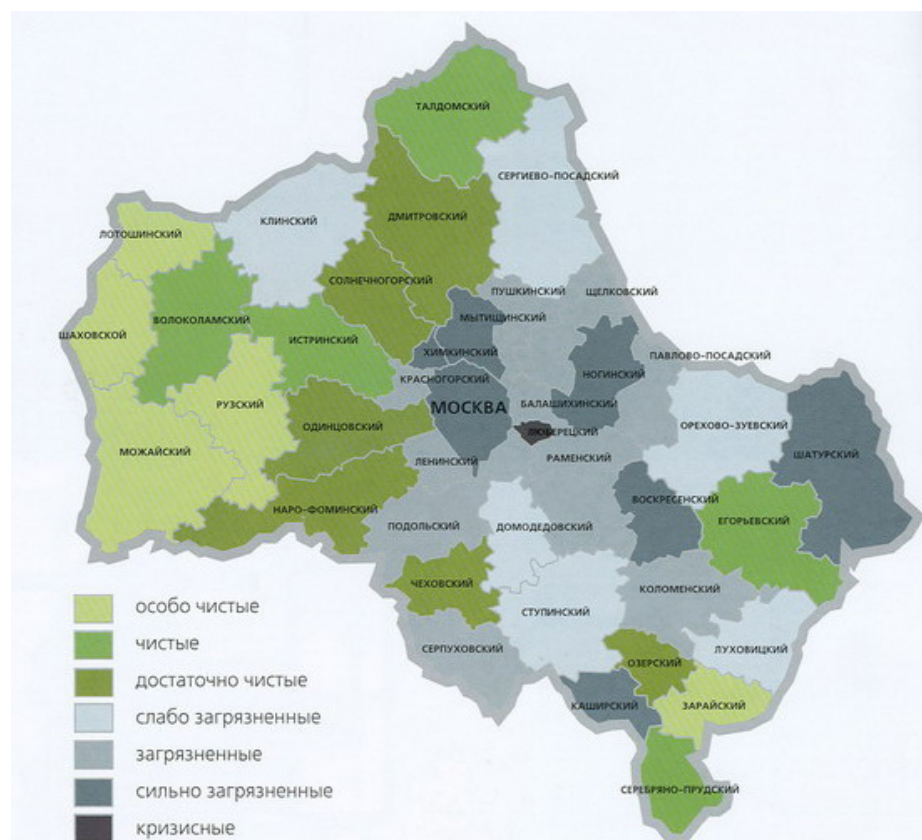 ТАЛДОМСКИЙ
СЕРГИЕВО-ПОСАДСКИЙ
КЛИНСКИЙ
ДМИТРОВСКИЙ
ЛОТОШИНСКИЙ
СОЛНЕЧНОГОРСКИЙ
ПУШКИНСКИЙ
ЩЕЛКОВСКИЙ
МЫТИЩИНСКИЙ
ВОЛОКОЛАМСКИЙ
ШАХОВСКОЙ
ИСТРИНСКИЙ
ХИМКИНСКИЙ
ПАВЛОВО-ПОСАДСКИЙ
НОГИНСКИЙ
КРАСНОГОРСКИЙ
РУЗСКИЙ
МОСКВА
БАЛАШИХИНСКИЙ
ОДИНЦОВСКИЙ
ЛЮБЕРЕЦКИЙ
ОРЕХОВО-ЗУЕВСКИЙ
МОЖАЙСКИЙ
ЛЕНИНСКИЙ
РАМЕНСКИЙ
ШАТУРСКИЙ
ВОСКРЕСЕНСКИЙ
НАРО-ФОМИНСКИЙ
ПОДОЛЬСКИЙ
ДОМОДЕДОВСКИЙ
ЕГОРЬЕВСКИЙ
ЧЕХОВСКИЙ
КОЛОМЕНСКИЙ
СТУПИНСКИЙ
СЕРПУХОВСКИЙ
ЛУХОВИЦКИЙ
ОЗЕРСКИЙ
КАШИРСКИЙ
ЗАРАЙСКИЙ
СЕРЕБРЯНО-ПРУДСКИЙ
особо чистые
чистые
достаточно чистые
слабо загрязненные
загрязненные
сильно загрязненные
кризисные